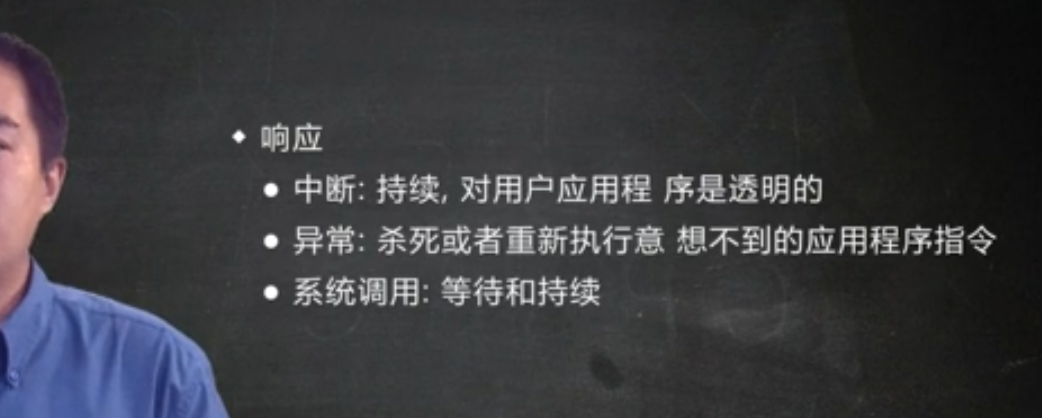 ◆ 响应
● 中断: 持续, 对用户应用程 序是透明的
● 异常: 杀死或者重新执行意 想不到的应用程序指令
● 系统调用: 等待和持续